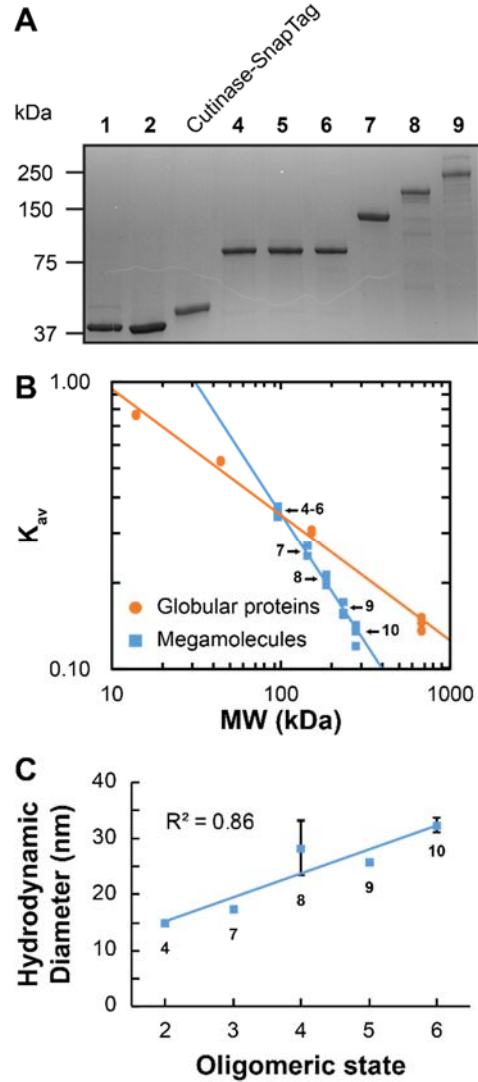 A
kDa
1 2 Cutinase-SnapTag 4 5 6 7 8 9
250
150
75
37
B
1.00
K_av
0.10
4-6
7
8
9
10
Globular proteins
Megamolecules
10 100 1000
MW (kDa)
C
40
30
20
10
0
Hydrodynamic
Diameter (nm)
R² = 0.86
4
7
8
9
10
2 3 4 5 6
Oligomeric state